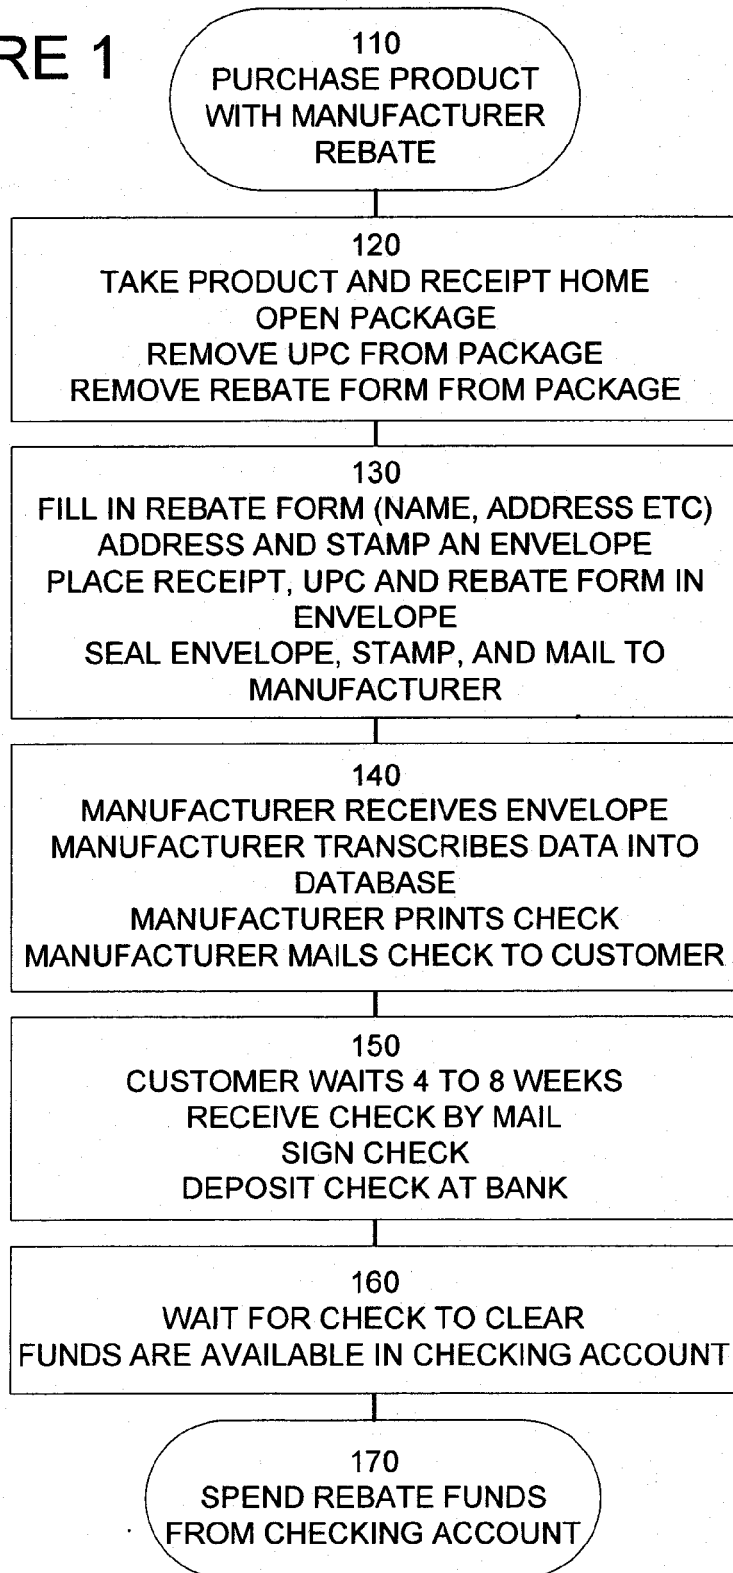 RE 1
110
PURCHASE PRODUCT
WITH MANUFACTURER
REBATE
120
TAKE PRODUCT AND RECEIPT HOME
OPEN PACKAGE
REMOVE UPC FROM PACKAGE
REMOVE REBATE FORM FROM PACKAGE
130
FILL IN REBATE FORM (NAME, ADDRESS ETC)
ADDRESS AND STAMP AN ENVELOPE
PLACE RECEIPT, UPC AND REBATE FORM IN
ENVELOPE
SEAL ENVELOPE, STAMP, AND MAIL TO
MANUFACTURER
140
MANUFACTURER RECEIVES ENVELOPE
MANUFACTURER TRANSCRIBES DATA INTO
DATABASE
MANUFACTURER PRINTS CHECK
MANUFACTURER MAILS CHECK TO CUSTOMER
150
CUSTOMER WAITS 4 TO 8 WEEKS
RECEIVE CHECK BY MAIL
SIGN CHECK
DEPOSIT CHECK AT BANK
160
WAIT FOR CHECK TO CLEAR
FUNDS ARE AVAILABLE IN CHECKING ACCOUNT
170
SPEND REBATE FUNDS
FROM CHECKING ACCOUNT